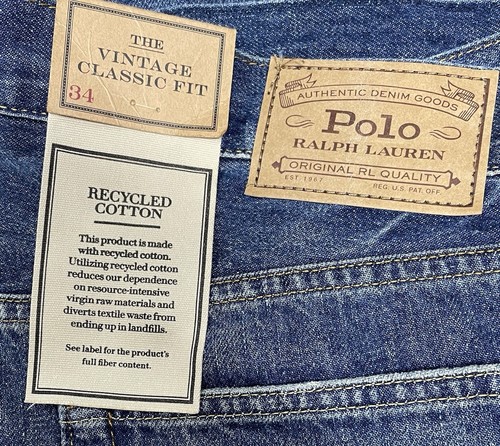 THE
VINTAGE
CLASSIC FIT
34
RECYCLED
COTTON
This product is made
with recycled cotton.
Utilizing recycled cotton
reduces our dependence
on resource-intensive
virgin raw materials and
diverts textile waste from
ending up in landfills.
See label for the product's
full fiber content.
AUTHENTIC DENIM GOODS
Polo
RALPH LAUREN
ORIGINAL RL QUALITY
EST. 1967
REG. U.S. PAT. OFF.